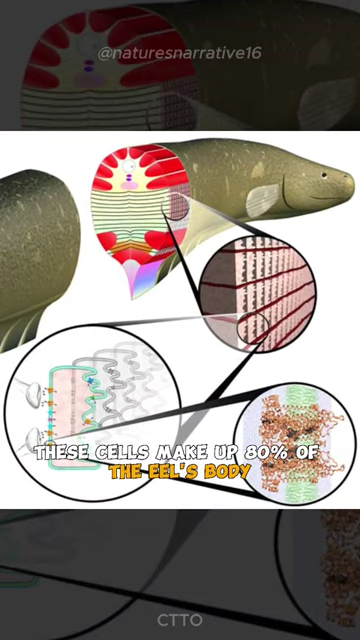 @naturesnarrative16
THESE CELLS MAKE UP 80% OF
THE EEL'S BODY
CTTO